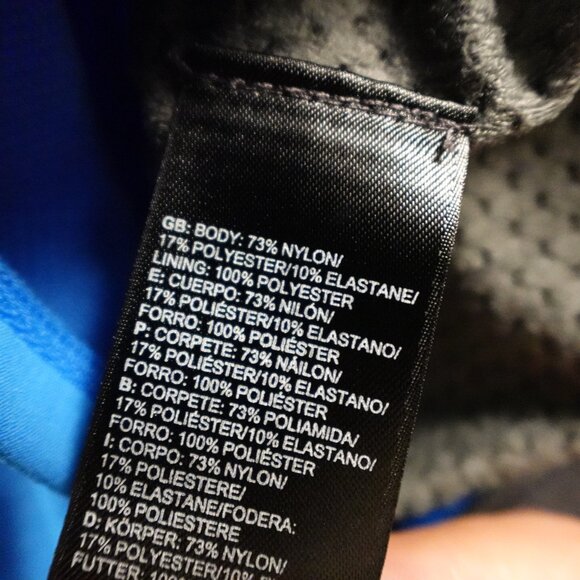 GB: BODY: 73% NYLON/
17% POLYESTER/10% ELASTANE/
LINING: 100% POLYESTER
E: CUERPO: 73% NILÓN/
17% POLIÉSTER/10% ELASTANO/
FORRO: 100% POLIÉSTER
P: CORPETE: 73% NÁILON/
17% POLIÉSTER/10% ELASTANO/
FORRO: 100% POLIÉSTER
B: CORPETE: 73% POLIAMIDA/
17% POLIÉSTER/10% ELASTANO/
FORRO: 100% POLIÉSTER
I: CORPO: 73% NYLON/
17% POLIESTERE/
10% ELASTANE/FODERA:
100% POLIESTERE
D: KÖRPER: 73% NYLON/
17% POLYESTER/10% ELASTAN/
FUTTER: 100%